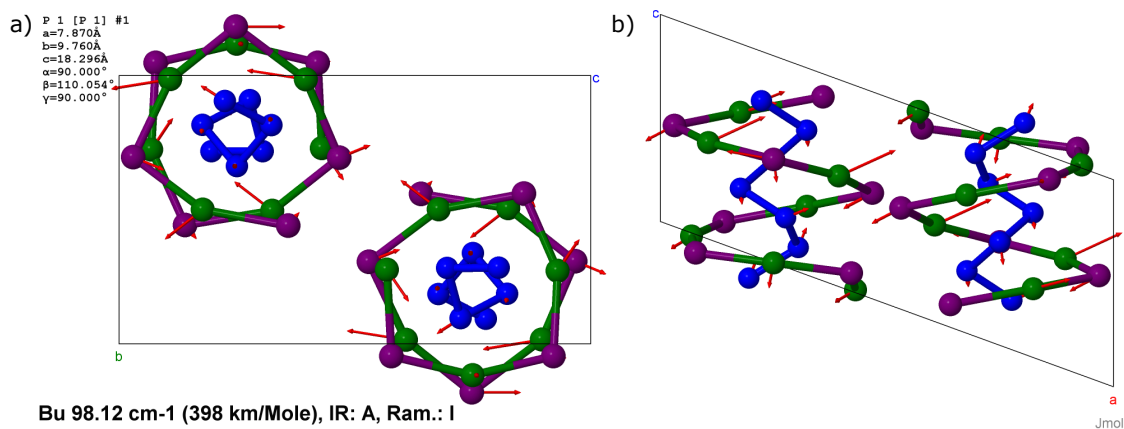 a)
P 1 [P 1] #1
a=7.870Å
b=9.760Å
c=18.296Å
α=90.000°
β=110.054°
γ=90.000°
c
b
b)
c
a
Bu 98.12 cm-1 (398 km/Mole), IR: A, Ram.: I
Jmol